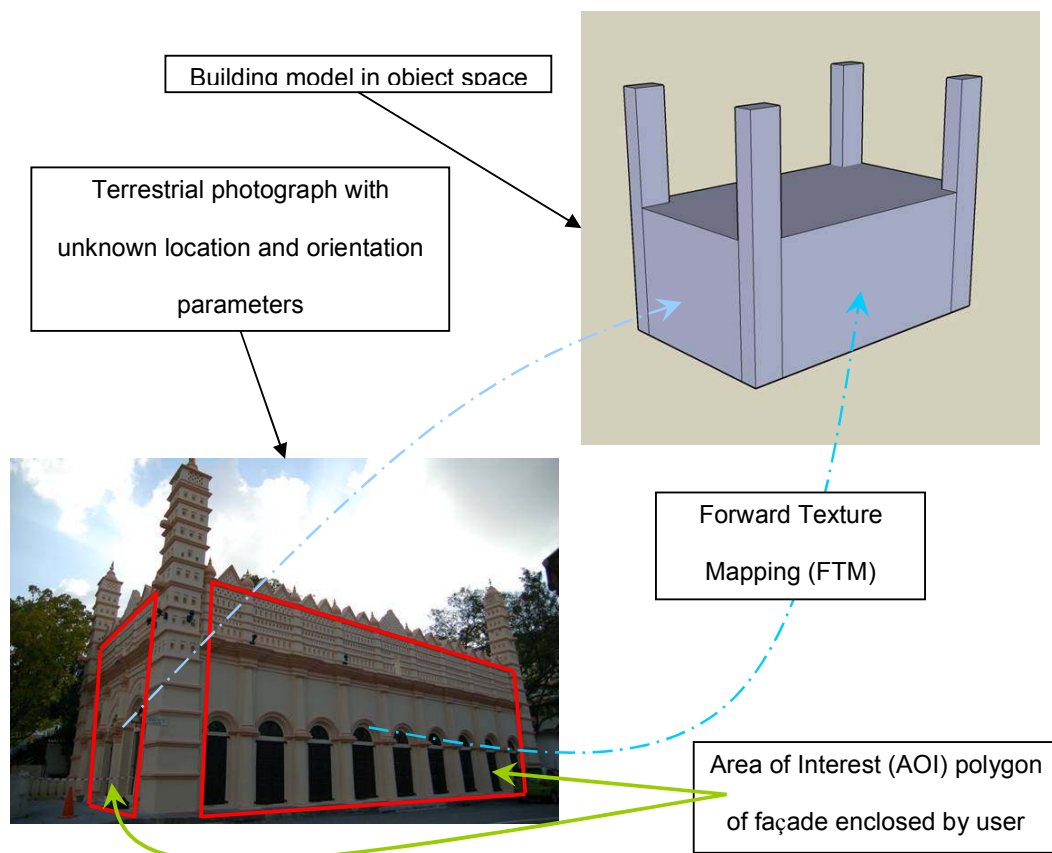 Building model in object space
Terrestrial photograph with
unknown location and orientation
parameters
Forward Texture
Mapping (FTM)
Area of Interest (AOI) polygon
of façade enclosed by user